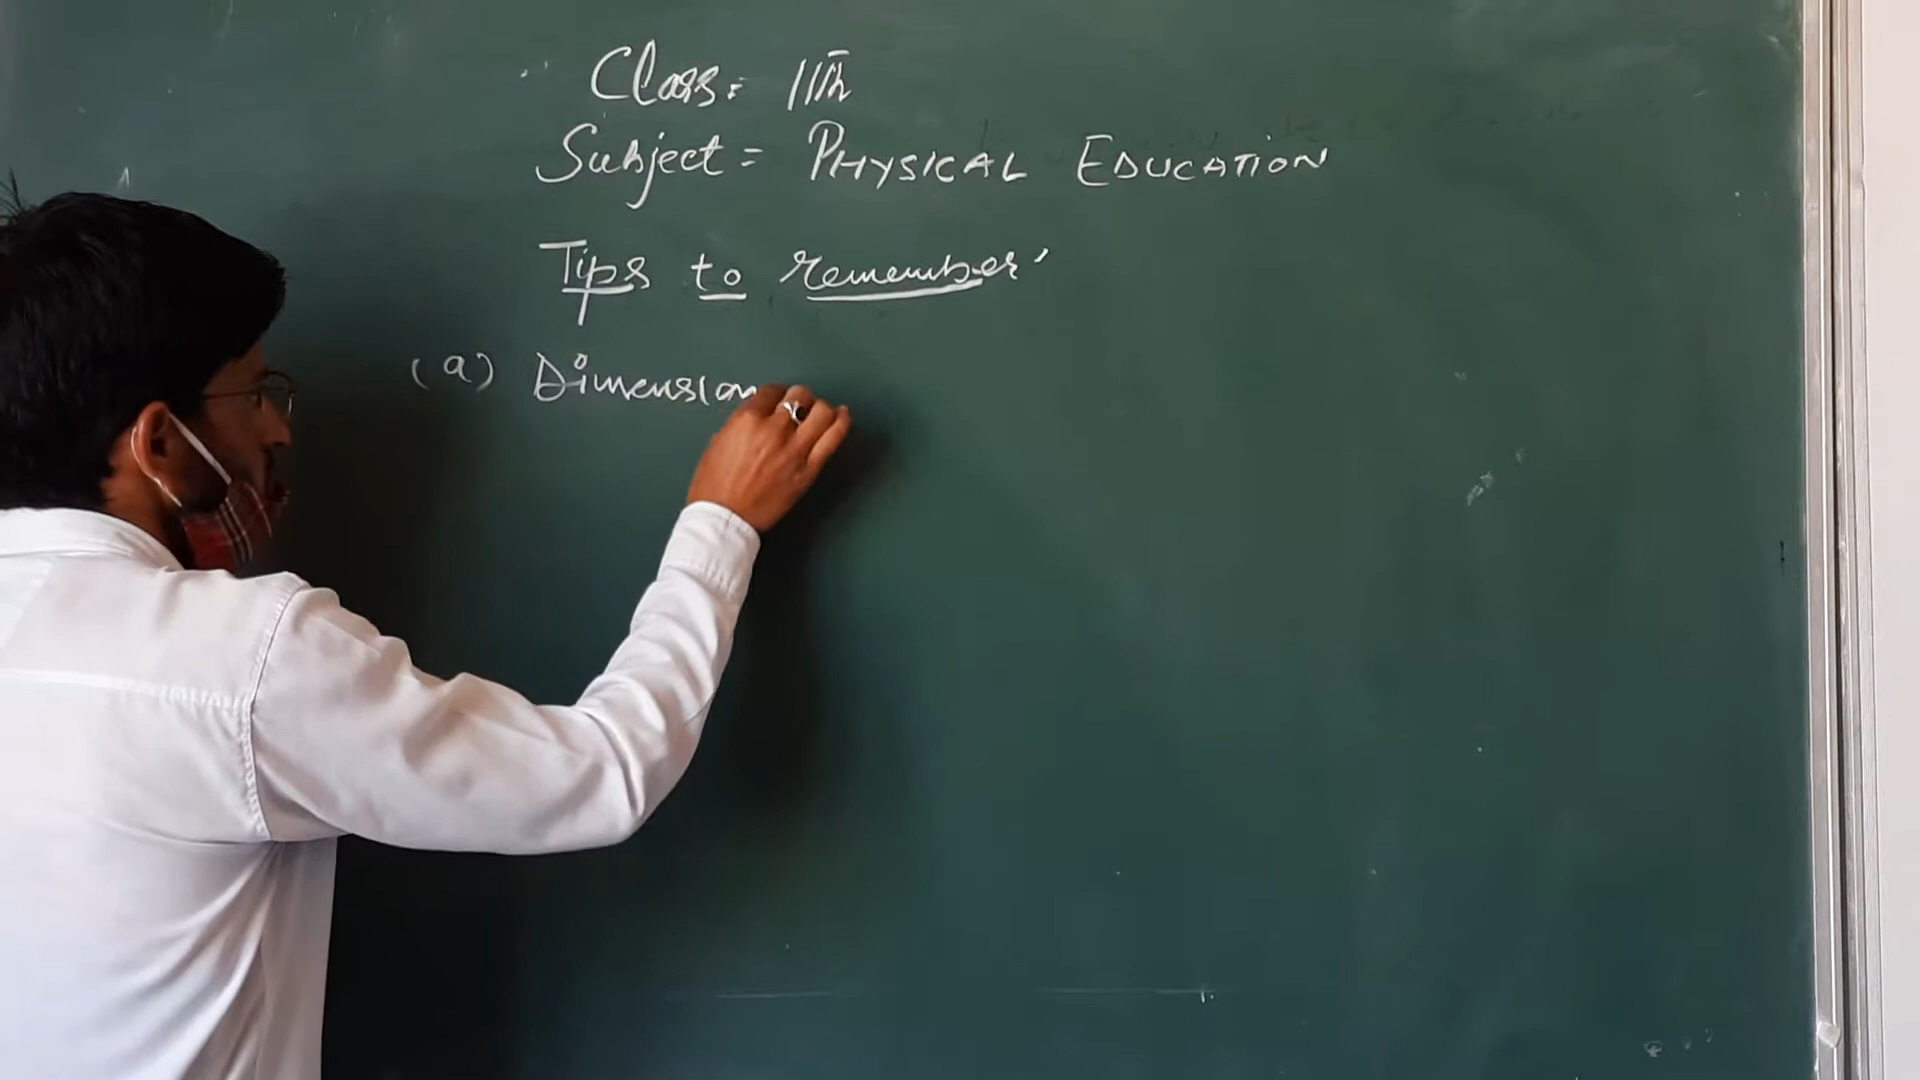 Class = 11th
Subject = PHYSICAL EDUCATION
Tips to remember
(a) Dimension